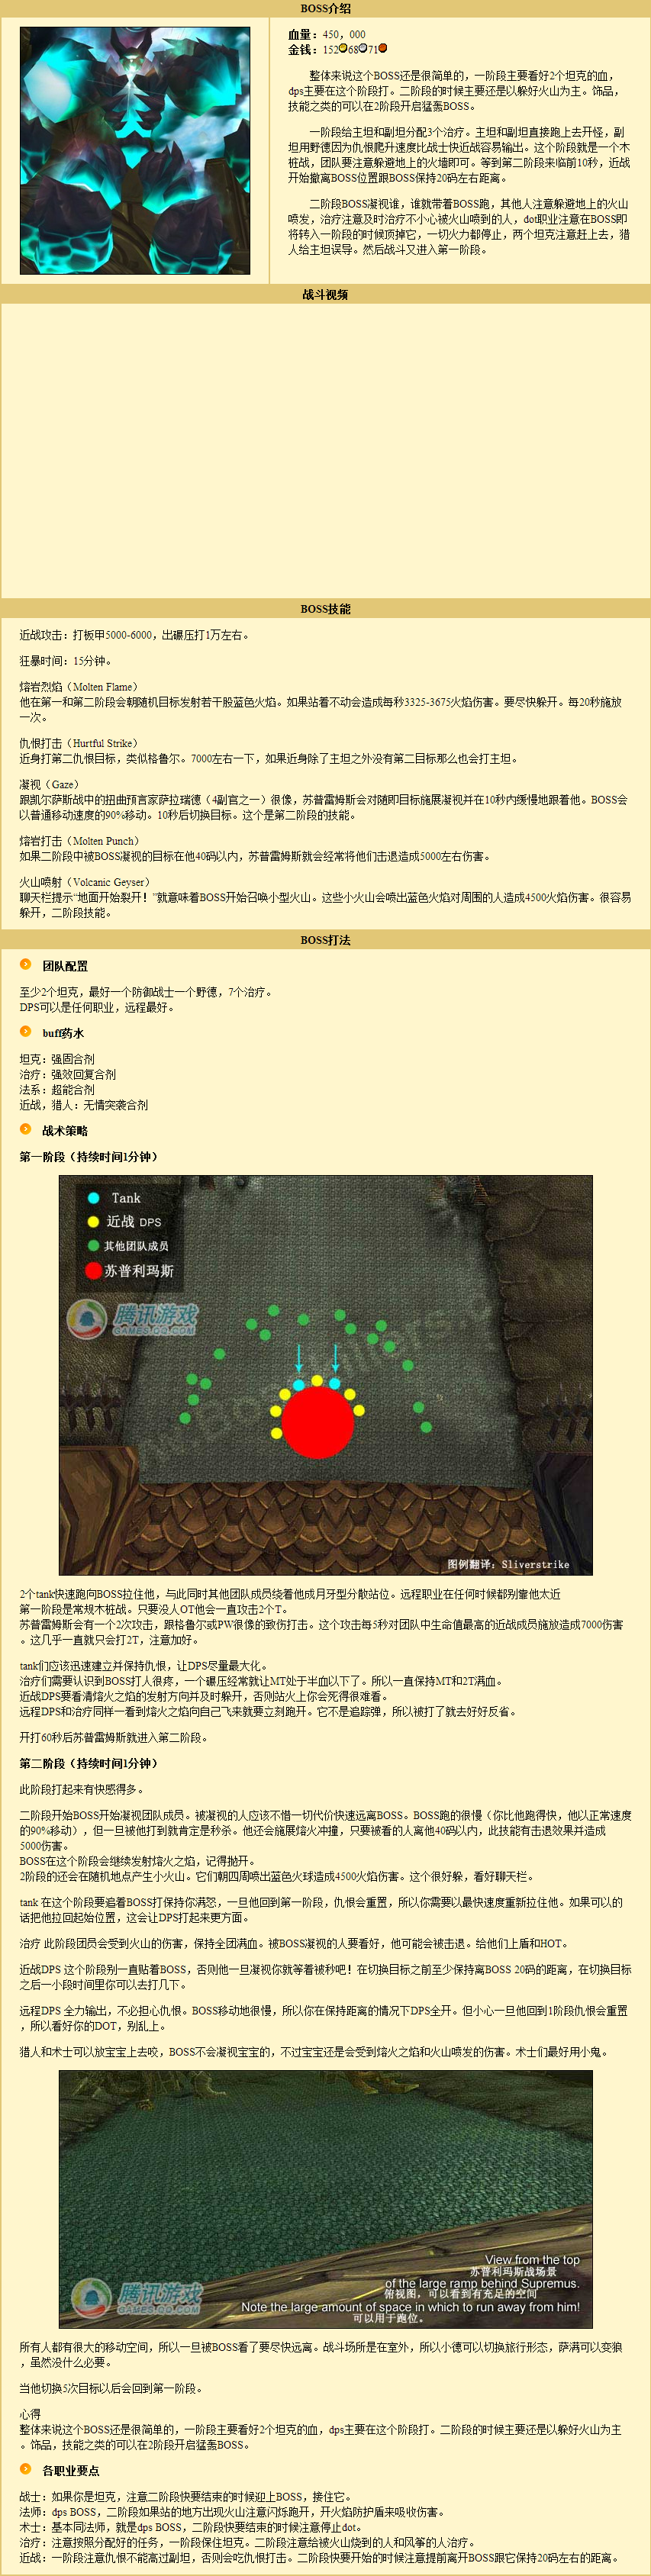 BOSS介绍
血量：450，000
金钱：152 68 71
整体来说这个BOSS还是很简单的，一阶段主要看好2个坦克的血，
dps主要在这个阶段打。二阶段的时候主要还是以躲好火山为主。饰品，
技能之类的可以在2阶段开启猛轰BOSS。
一阶段给主坦和副坦分配3个治疗。主坦和副坦直接跑上去开怪，副
坦用野德因为仇恨爬升速度比战士快近战容易输出。这个阶段就是一个木
桩战，团队要注意躲避地上的火墙即可。等到第二阶段来临前10秒，近战
开始撤离BOSS位置跟BOSS保持20码左右距离。
二阶段BOSS凝视谁，谁就带着BOSS跑，其他人注意躲避地上的火山
喷发，治疗注意及时治疗不小心被火山喷到的人，dot职业注意在BOSS即
将转入一阶段的时候顶掉它，一切火力都停止，两个坦克注意赶上去，猎
人给主坦误导。然后战斗又进入第一阶段。
战斗视频
BOSS技能
近战攻击：打板甲5000-6000，出碾压打1万左右。
狂暴时间：15分钟。
熔岩烈焰（Molten Flame）
他在第一和第二阶段会朝随机目标发射若干股蓝色火焰。如果站着不动会造成每秒3325-3675火焰伤害。要尽快躲开。每20秒施放
一次。
仇恨打击（Hurtful Strike）
近身打第二仇恨目标，类似格鲁尔。7000左右一下，如果近身除了主坦之外没有第二目标那么也会打主坦。
凝视（Gaze）
跟凯尔萨斯战中的扭曲预言家萨拉瑞德（4副官之一）很像，苏普雷姆斯会对随即目标施展凝视并在10秒内缓慢地跟着他。BOSS会
以普通移动速度的90%移动。10秒后切换目标。这个是第二阶段的技能。
熔岩打击（Molten Punch）
如果二阶段中被BOSS凝视的目标在他40码以内，苏普雷姆斯就会经常将他们击退造成5000左右伤害。
火山喷射（Volcanic Geyser）
聊天栏提示“地面开始裂开！”就意味着BOSS开始召唤小型火山。这些小火山会喷出蓝色火焰对周围的人造成4500火焰伤害。很容易
躲开，二阶段技能。
BOSS打法
团队配置
至少2个坦克，最好一个防御战士一个野德，7个治疗。
DPS可以是任何职业，远程最好。
buff药水
坦克：强固合剂
治疗：强效回复合剂
法系：超能合剂
近战，猎人：无情突袭合剂
战术策略
第一阶段（持续时间1分钟）
Tank
近战 DPS
其他团队成员
苏普利玛斯
腾讯游戏
GAMES.QQ.COM
图例翻译：Sliverstrike
2个tank快速跑向BOSS拉住他，与此同时其他团队成员绕着他成月牙型分散站位。远程职业在任何时候都别靠他太近
第一阶段是常规木桩战。只要没人OT他会一直攻击2个T。
苏普雷姆斯会有一个2次攻击，跟格鲁尔或PW很像的致伤打击。这个攻击每5秒对团队中生命值最高的近战成员施放造成7000伤害
。这几乎一直就只会打2T，注意加好。
tank们应该迅速建立并保持仇恨，让DPS尽量最大化。
治疗们需要认识到BOSS打人很疼，一个碾压经常就让MT处于半血以下了。所以一直保持MT和2T满血。
近战DPS要看清熔火之焰的发射方向并及时躲开，否则站火上你会死得很难看。
远程DPS和治疗同样一看到熔火之焰向自己飞来就要立刻跑开。它不是追踪弹，所以被打了就去好好反省。
开打60秒后苏普雷姆斯就进入第二阶段。
第二阶段（持续时间1分钟）
此阶段打起来有快感得多。
二阶段开始BOSS开始凝视团队成员。被凝视的人应该不惜一切代价快速远离BOSS。BOSS跑的很慢（你比他跑得快，他以正常速度
的90%移动），但一旦被他打到就肯定是秒杀。他还会施展熔火冲撞，只要被看的人离他40码以内，此技能有击退效果并造成
5000伤害。
BOSS在这个阶段会继续发射熔火之焰，记得抛开。
2阶段的还会在随机地点产生小火山。它们朝四周喷出蓝色火球造成4500火焰伤害。这个很好躲，看好聊天栏。
tank 在这个阶段要追着BOSS打保持你满怒，一旦他回到第一阶段，仇恨会重置，所以你需要以最快速度重新拉住他。如果可以的
话把他拉回起始位置，这会让DPS打起来更方面。
治疗 此阶段团员会受到火山的伤害，保持全团满血。被BOSS凝视的人要看好，他可能会被击退。给他们上盾和HOT。
近战DPS 这个阶段别一直贴着BOSS，否则他一旦凝视你就等着被秒吧！在切换目标之前至少保持离BOSS 20码的距离，在切换目标
之后一小段时间里你可以去打几下。
远程DPS 全力输出，不必担心仇恨。BOSS移动地很慢，所以你在保持距离的情况下DPS全开。但小心一旦他回到1阶段仇恨会重置
，所以看好你的DOT，别乱上。
猎人和术士可以放宝宝上去咬，BOSS不会凝视宝宝的，不过宝宝还是会受到熔火之焰和火山喷发的伤害。术士们最好用小鬼。
腾讯游戏
GAMES.QQ.COM
View from the top
苏普利玛斯战场景
of the large ramp behind Supremus.
俯视图，可以看到有充足的空间
Note the large amount of space in which to run away from him!
可以用于跑位。
所有人都有很大的移动空间，所以一旦被BOSS看了要尽快远离。战斗场所是在室外，所以小德可以切换旅行形态，萨满可以变狼
，虽然没什么必要。
当他切换5次目标以后会回到第一阶段。
心得
整体来说这个BOSS还是很简单的，一阶段主要看好2个坦克的血，dps主要在这个阶段打。二阶段的时候主要还是以躲好火山为主
。饰品，技能之类的可以在2阶段开启猛轰BOSS。
各职业要点
战士：如果你是坦克，注意二阶段快要结束的时候迎上BOSS，接住它。
法师：dps BOSS，二阶段如果站的地方出现火山注意闪烁跑开，开火焰防护盾来吸收伤害。
术士：基本同法师，就是dps BOSS，二阶段快要结束的时候注意停止dot。
治疗：注意按照分配好的任务，一阶段保住坦克。二阶段注意给被火山烧到的人和风筝的人治疗。
近战：一阶段注意仇恨不能高过副坦，否则会吃仇恨打击。二阶段快要开始的时候注意提前离开BOSS跟它保持20码左右的距离。